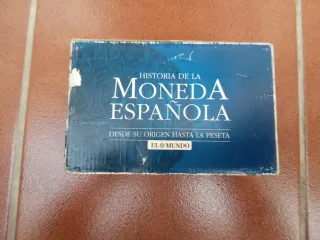 HISTORIA DE LA
MONEDA
ESPAÑOLA
DESDE SU ORIGEN HASTA LA PESETA
EL MUNDO